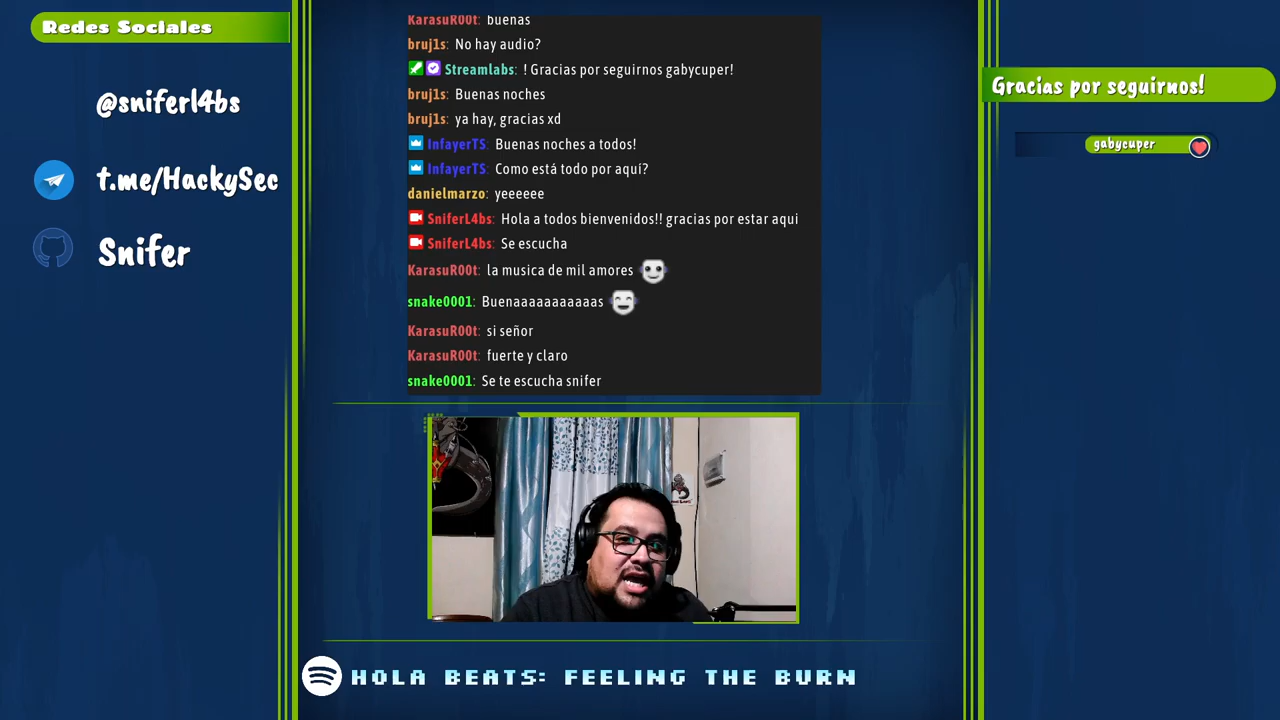 Redes Sociales
@snifer14bs
t.me/HackySec
Snifer
KarasuR00t: buenas
bruj1s: No hay audio?
Streamlabs: ! Gracias por seguirnos gabycuper!
bruj1s: Buenas noches
bruj1s: ya hay, gracias xd
InfayerTS: Buenas noches a todos!
InfayerTS: Como está todo por aquí?
danielmarzo: yeeeeee
SniferL4bs: Hola a todos bienvenidos!! gracias por estar aqui
SniferL4bs: Se escucha
KarasuR00t: la musica de mil amores
snake0001: Buenaaaaaaaaaaas
KarasuR00t: si señor
KarasuR00t: fuerte y claro
snake0001: Se te escucha snifer
HOLA BEATS: FEELING THE BURN
Gracias por seguirnos!
gabycuper